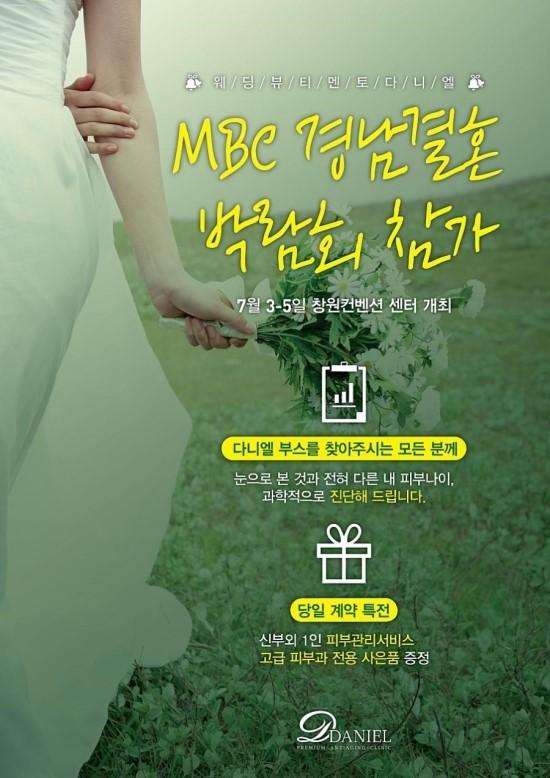 웨/딩/뷰/티/멘/토/다/니/엘
MBC 경남결혼
박람회 참가
7월 3-5일 창원컨벤션 센터 개최
다니엘 부스를 찾아주시는 모든 분께
눈으로 본 것과 전혀 다른 내 피부나이,
과학적으로 진단해 드립니다.
당일 계약 특전
신부외 1인 피부관리서비스
고급 피부과 전용 사은품 증정
DANIEL
PREMIUM ANTIAGING CLINIC